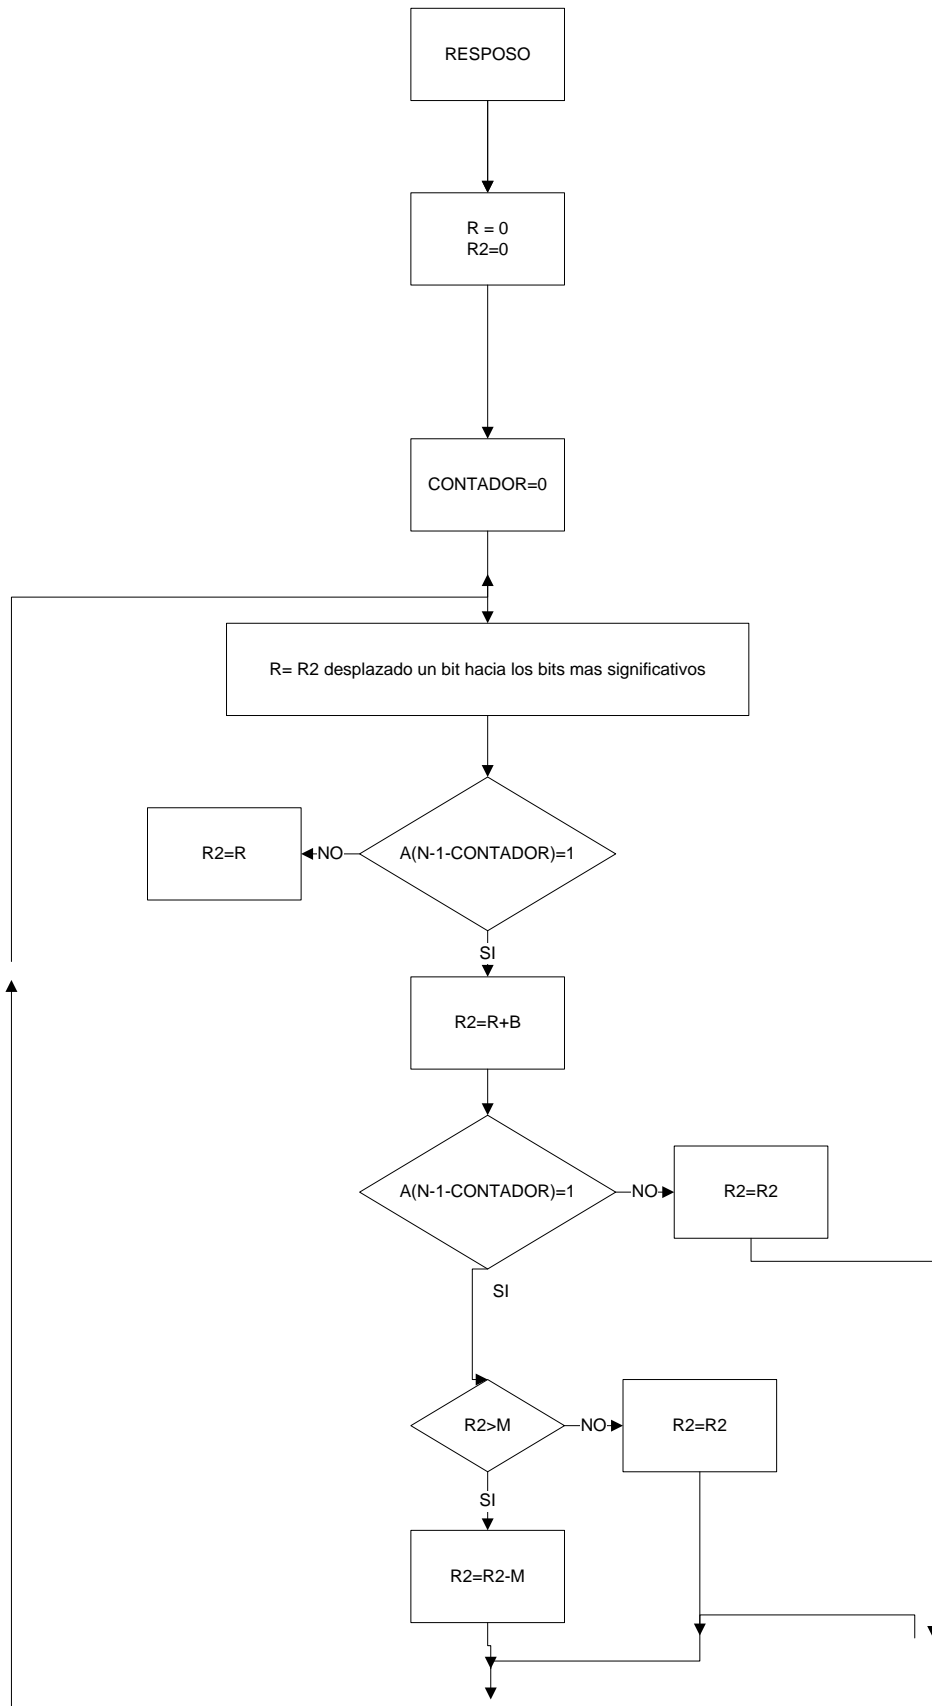 RESPOSO
R = 0
R2=0
CONTADOR=0
R= R2 desplazado un bit hacia los bits mas significativos
R2=R
NO
A(N-1-CONTADOR)=1
SI
R2=R+B
A(N-1-CONTADOR)=1
NO
R2=R2
SI
R2>M
NO
R2=R2
SI
R2=R2-M